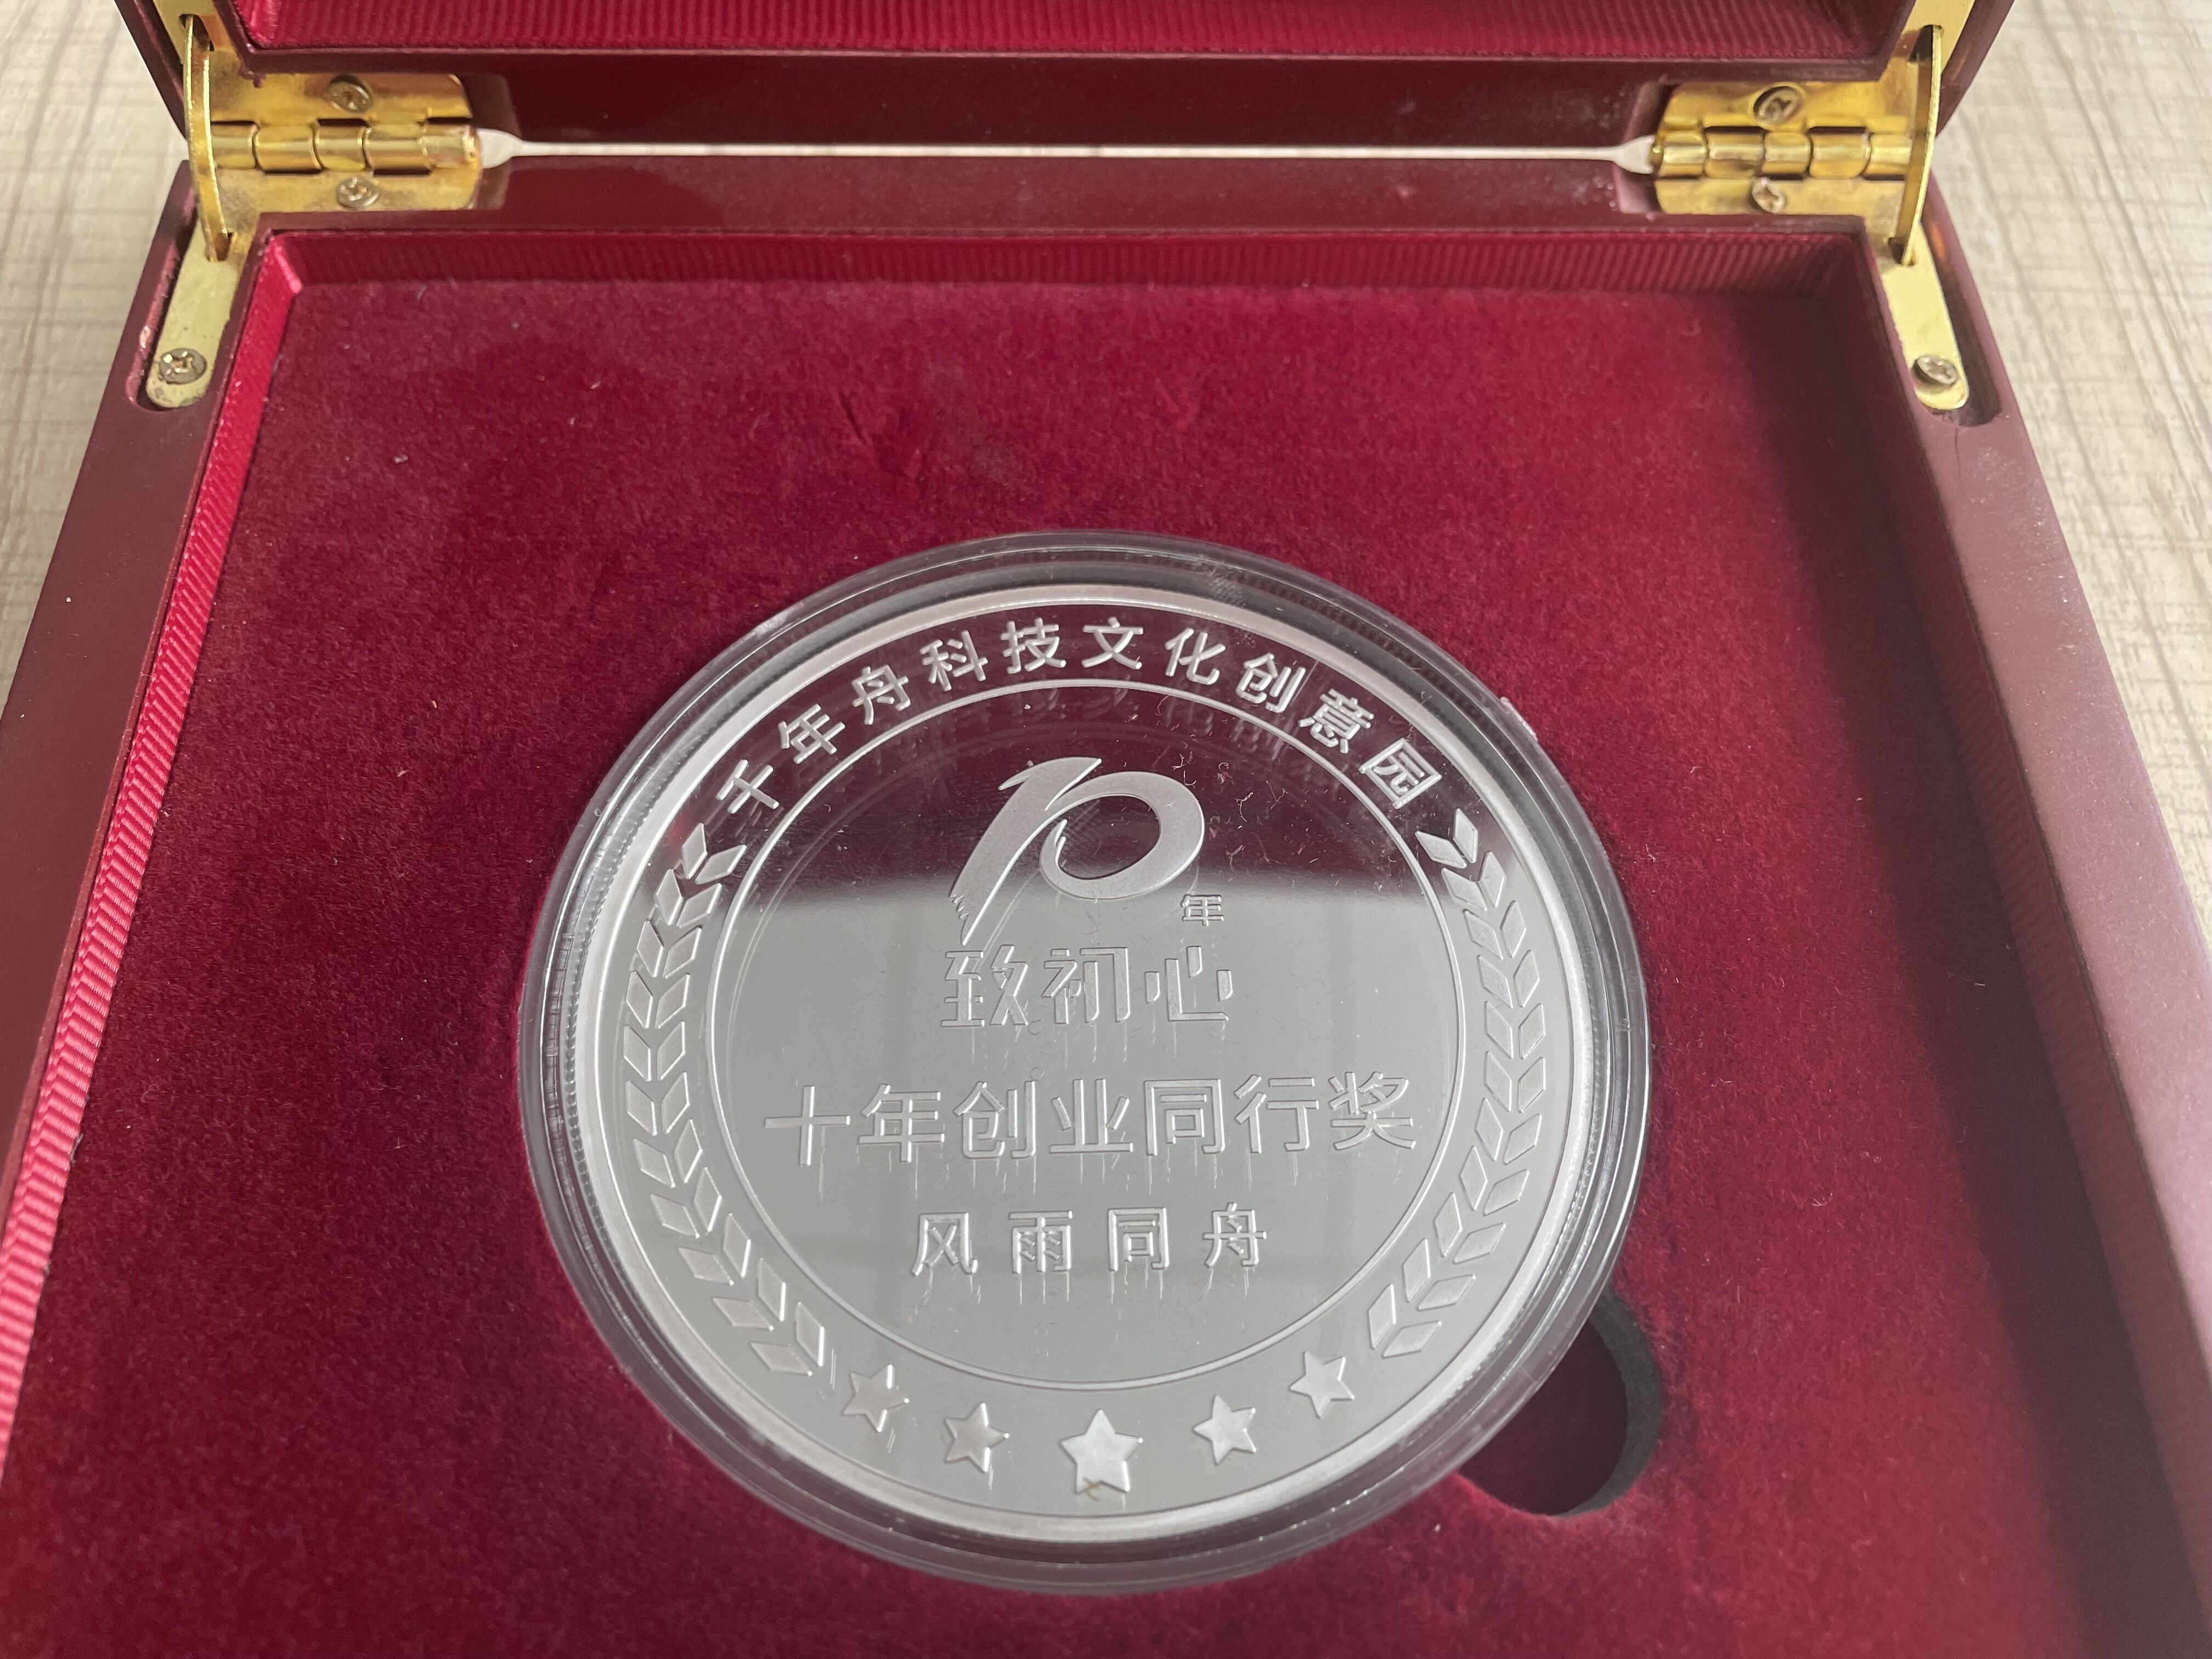 千年舟科技文化创意园
10年
致初心
十年创业同行奖
风雨同舟